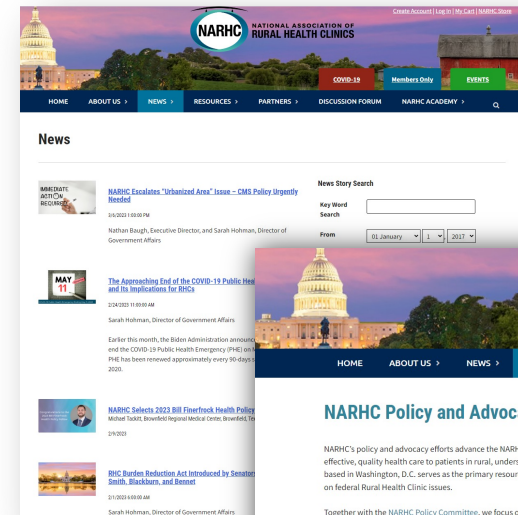 Create Account | Log In | My Cart | NARHC Store
NARHC
NATIONAL ASSOCIATION OF
RURAL HEALTH CLINICS
COVID-19
Members Only
EVENTS
HOME
ABOUT US >
NEWS >
RESOURCES >
PARTNERS >
DISCUSSION FORUM
NARHC ACADEMY >
News
IMMEDIATE
ACTION
REQUIRED
NARHC Escalates "Urbanized Area" Issue – CMS Policy Urgently
Needed
3/6/2023 1:00:00 PM
Nathan Baugh, Executive Director, and Sarah Hohman, Director of
Government Affairs
News Story Search
Key Word
Search
From
01 January
1
2017
MAY
11
The Approaching End of the COVID-19 Public Heal
and Its Implications for RHCs
2/24/2023 11:00:00 AM
Sarah Hohman, Director of Government Affairs
Earlier this month, the Biden Administration announc
end the COVID-19 Public Health Emergency (PHE) on
PHE has been renewed approximately every 90-days
2020.
NARHC Selects 2023 Bill Finerfrock Health Policy
Michael Tackitt, Brownfield Regional Medical Center, Brownfield,
2/9/2023
RHC Burden Reduction Act Introduced by Senators
Smith, Blackburn, and Bennet
2/1/2023 6:00:00 AM
Sarah Hohman, Director of Government Affairs
HOME
ABOUT US >
NEWS >
NARHC Policy and Advoc
NARHC's policy and advocacy efforts advance the NARH
effective, quality health care to patients in rural, unders
based in Washington, D.C. serves as the primary resour
on federal Rural Health Clinic issues.
Together with the NARHC Policy Committee, we focus o